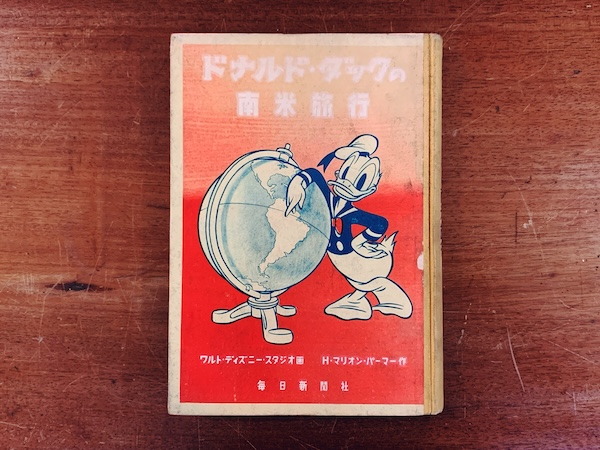 ドナルド・ダックの
南米旅行
ワルト・ディズニー・スタジオ画 H・マリオン・パーマー作
毎日新聞社